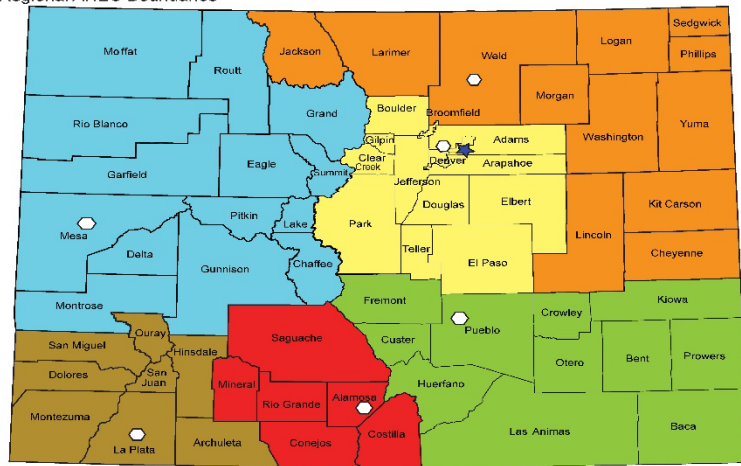 Regional AHEC Boundaries
Moffat
Routt
Jackson
Larimer
Weld
Logan
Sedgwick
Phillips
Rio Blanco
Grand
Boulder
Broomfield
Morgan
Washington
Yuma
Garfield
Eagle
Summit
Gilpin
Clear
Creek
Denver
Adams
Arapahoe
Jefferson
Mesa
Pitkin
Lake
Park
Douglas
Elbert
Lincoln
Kit Carson
Delta
Gunnison
Chaffee
Teller
El Paso
Cheyenne
Montrose
Fremont
Pueblo
Crowley
Kiowa
San Miguel
Ouray
Hinsdale
Saguache
Custer
Otero
Bent
Prowers
Dolores
San
Juan
Mineral
Rio Grande
Alamosa
Huerfano
Montezuma
La Plata
Archuleta
Conejos
Costilla
Las Animas
Baca